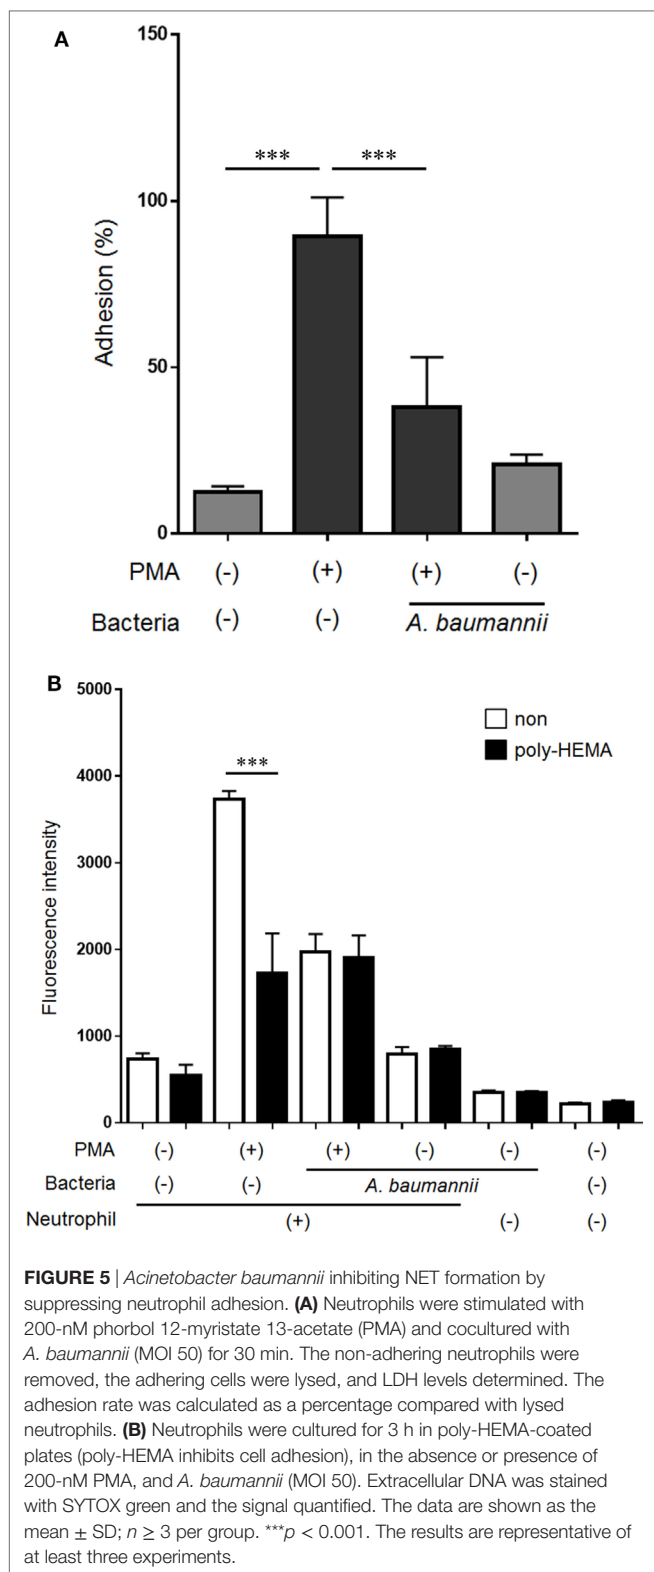 A
150
100
50
0
Adhesion (%)
*** ***
PMA (-) (+) (+) (-)
Bacteria (-) (-) A. baumannii
B
5000
4000
3000
2000
1000
0
Fluorescence intensity
non
poly-HEMA
***
PMA (-) (+) (+) (-) (-) (-)
Bacteria (-) (-) A. baumannii (-)
Neutrophil (+) (-) (-)
FIGURE 5 | Acinetobacter baumannii inhibiting NET formation by
suppressing neutrophil adhesion. (A) Neutrophils were stimulated with
200-nM phorbol 12-myristate 13-acetate (PMA) and cocultured with
A. baumannii (MOI 50) for 30 min. The non-adhering neutrophils were
removed, the adhering cells were lysed, and LDH levels determined. The
adhesion rate was calculated as a percentage compared with lysed
neutrophils. (B) Neutrophils were cultured for 3 h in poly-HEMA-coated
plates (poly-HEMA inhibits cell adhesion), in the absence or presence of
200-nM PMA, and A. baumannii (MOI 50). Extracellular DNA was stained
with SYTOX green and the signal quantified. The data are shown as the
mean ± SD; n ≥ 3 per group. ***p < 0.001. The results are representative of
at least three experiments.